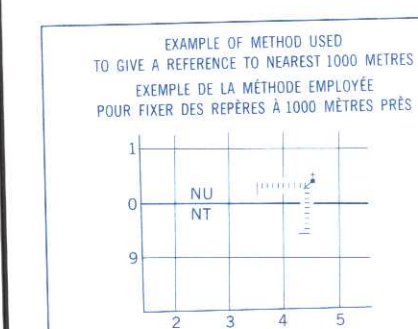 EXAMPLE OF METHOD USED
TO GIVE A REFERENCE TO NEAREST 1000 METRES
EXEMPLE DE LA MÉTHODE EMPLOYÉE
POUR FIXER DES REPÈRES À 1000 MÈTRES PRÈS
1
NU
0
NT
9
2 3 4 5